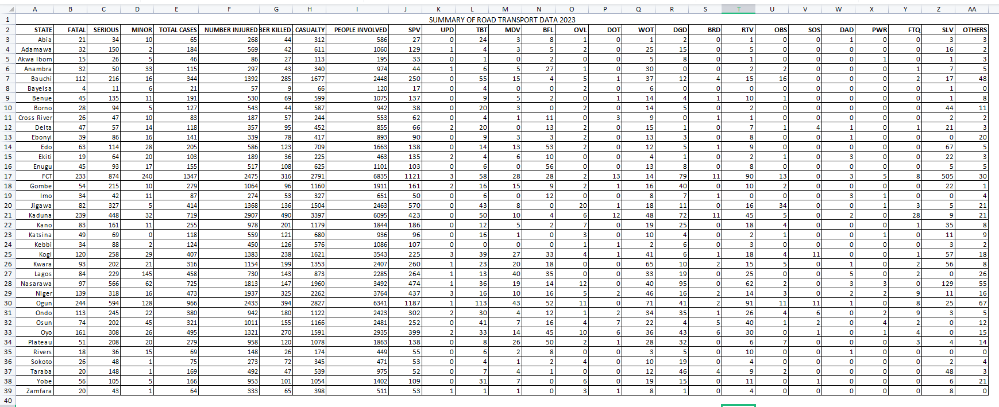 A B C D E F G H I J K L M N O P Q R S T U V W X Y Z AA
1 SUMMARY OF ROAD TRANSPORT DATA 2023
2 STATE FATAL SERIOUS MINOR TOTAL CASES NUMBER INJURED BER KILLED CASUALTY PEOPLE INVOLVED SPV UPD TBT MDV BFL OVL DOT WOT DGD BRD RTV OBS SOS DAD PWR FTQ SLV OTHERS
3 Abia 21 34 10 65 268 44 312 586 27 0 24 3 8 1 0 1 2 0 1 0 0 1 0 0 3 3
4 Adamawa 32 150 2 184 569 42 611 1060 129 1 4 3 5 2 0 25 15 0 5 0 0 0 0 0 16 2
5 Akwa Ibom 15 26 5 46 86 27 113 195 33 0 1 0 2 0 0 5 8 0 1 0 0 0 1 0 1 3
6 Anambra 32 50 33 115 297 43 340 974 44 1 6 5 27 1 0 30 0 0 2 2 0 0 0 1 7 5
7 Bauchi 112 216 16 344 1392 285 1677 2448 250 0 55 15 4 5 1 37 12 4 15 16 0 0 0 2 17 48
8 Bayelsa 4 11 6 21 57 9 66 120 17 0 4 0 0 2 0 6 0 0 0 0 0 0 0 0 1 0
9 Benue 45 135 11 191 530 69 599 1075 137 0 9 5 2 0 1 14 4 1 10 1 0 0 0 0 1 8
10 Borno 28 94 5 127 543 44 587 942 38 0 20 3 0 2 0 14 5 0 2 0 0 0 0 0 44 11
11 Cross River 26 47 10 83 187 57 244 553 62 0 4 1 11 0 3 9 0 1 1 0 0 0 0 0 2 2
12 Delta 47 57 14 118 357 95 452 855 66 2 20 0 13 2 0 15 1 0 7 1 4 1 0 1 21 3
13 Ebonyi 39 86 16 141 339 78 417 893 90 0 9 3 3 2 0 13 3 0 8 0 0 1 0 0 0 20
14 Edo 63 114 28 205 586 123 709 1663 138 0 14 13 53 2 0 12 5 1 9 0 0 0 0 0 67 5
15 Ekiti 19 64 20 103 189 36 225 463 135 2 4 6 10 0 0 4 1 0 2 1 0 3 0 0 22 3
16 Enugu 45 93 17 155 517 108 625 1101 103 0 6 0 56 0 0 13 8 0 8 0 0 0 0 0 5 5
17 FCT 233 874 240 1347 2475 316 2791 6835 1121 3 58 28 28 2 13 14 79 11 90 13 0 3 5 8 505 30
18 Gombe 54 215 10 279 1064 96 1160 1911 161 2 16 15 9 2 1 16 40 0 10 2 0 0 0 0 22 1
19 Imo 34 42 11 87 274 53 327 651 50 0 6 0 12 0 0 8 7 1 0 0 0 3 1 0 0 4
20 Jigawa 82 327 5 414 1368 136 1504 2463 570 0 43 8 0 20 1 18 11 0 16 34 0 0 1 3 5 21
21 Kaduna 239 448 32 719 2907 490 3397 6095 423 0 50 10 4 6 12 48 72 11 45 5 0 2 0 28 9 21
22 Kano 83 161 11 255 978 201 1179 1844 186 0 12 5 2 7 0 19 25 0 18 4 0 0 0 1 35 8
23 Katsina 49 69 0 118 559 121 680 936 96 0 16 1 0 3 0 10 4 0 2 1 0 0 1 0 11 9
24 Kebbi 34 88 2 124 450 126 576 1086 107 0 0 0 0 1 1 2 6 0 3 0 0 0 0 0 3 2
25 Kogi 120 258 29 407 1383 238 1621 3543 225 3 39 27 33 4 1 41 6 1 18 4 11 0 0 1 57 18
26 Kwara 93 202 21 316 1154 199 1353 2407 260 1 23 20 18 0 0 65 10 2 15 5 0 1 0 2 56 8
27 Lagos 84 229 145 458 730 143 873 2285 264 1 13 40 35 0 0 33 19 0 25 0 0 5 0 2 0 26
28 Nasarawa 97 566 62 725 1813 147 1960 3492 474 1 36 19 14 12 0 40 95 0 62 2 0 3 3 0 129 55
29 Niger 139 318 16 473 1937 325 2262 3764 437 3 16 10 16 5 2 46 16 2 14 3 0 2 2 9 11 16
30 Ogun 244 594 128 966 2433 394 2827 6341 1187 1 113 43 52 11 0 71 41 2 91 11 11 1 0 8 25 67
31 Ondo 113 245 22 380 942 180 1122 2423 302 2 30 4 12 1 2 34 35 1 26 4 6 0 2 9 3 5
32 Osun 74 202 45 321 1011 155 1166 2481 252 0 41 7 16 4 7 22 4 5 40 1 2 0 4 2 0 12
33 Oyo 161 308 26 495 1321 270 1591 2935 399 2 33 14 45 10 6 36 43 6 30 0 1 0 1 4 0 15
34 Plateau 51 208 20 279 958 120 1078 1863 138 0 8 26 50 2 1 28 32 0 6 7 0 0 0 3 4 14
35 Rivers 18 36 15 69 148 26 174 449 55 0 6 2 8 0 0 3 5 0 10 0 0 1 0 0 0 0
36 Sokoto 26 48 1 75 273 72 345 471 53 0 4 1 2 4 0 10 19 0 4 0 0 0 0 0 2 4
37 Taraba 20 148 1 169 492 47 539 975 52 0 7 4 1 0 0 12 46 4 9 2 0 0 0 0 48 3
38 Yobe 56 105 5 166 953 101 1054 1402 109 0 31 7 0 6 0 19 15 0 11 0 1 0 0 0 6 21
39 Zamfara 20 43 1 64 333 65 398 511 53 1 1 1 0 3 1 8 1 0 4 0 0 0 0 0 8 0
40